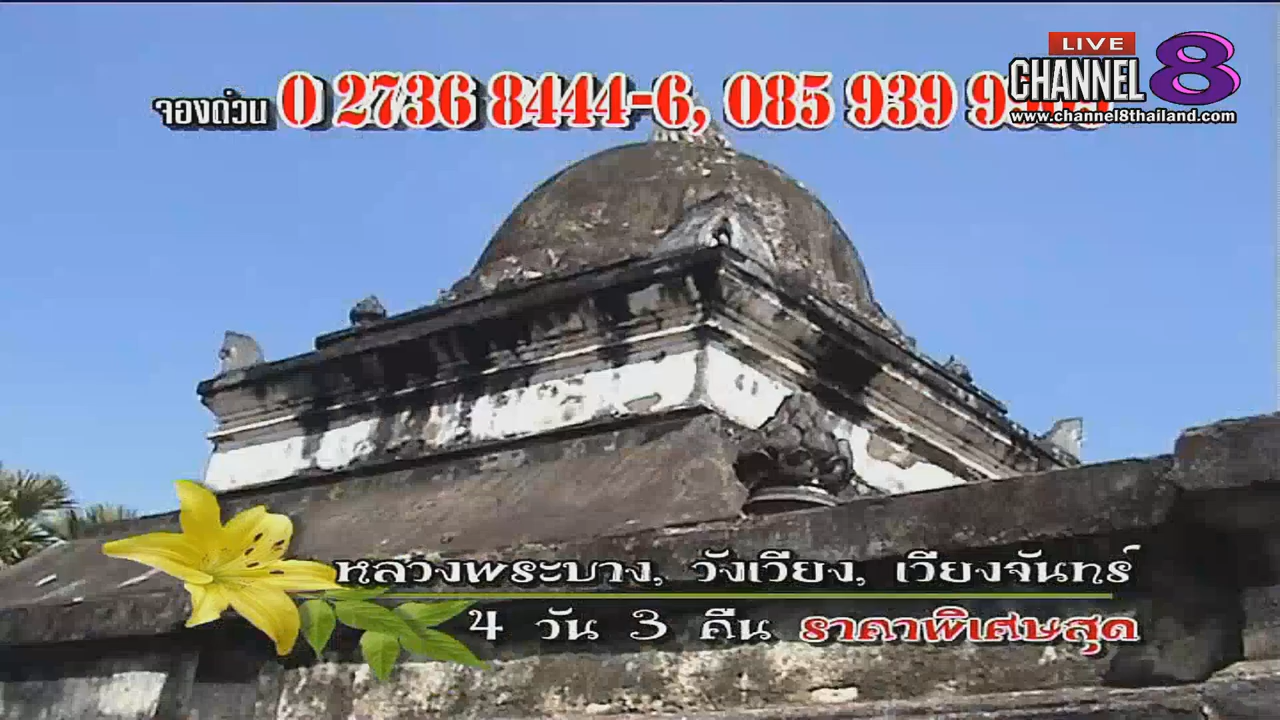 LIVE
CHANNEL 8
www.channel8thailand.com
จองด่วน 0 2736 8444-6, 085 939
หลวงพระบาง, วังเวียง, เวียงจันทร์
4 วัน 3 คืน ราคาพิเศษสุด